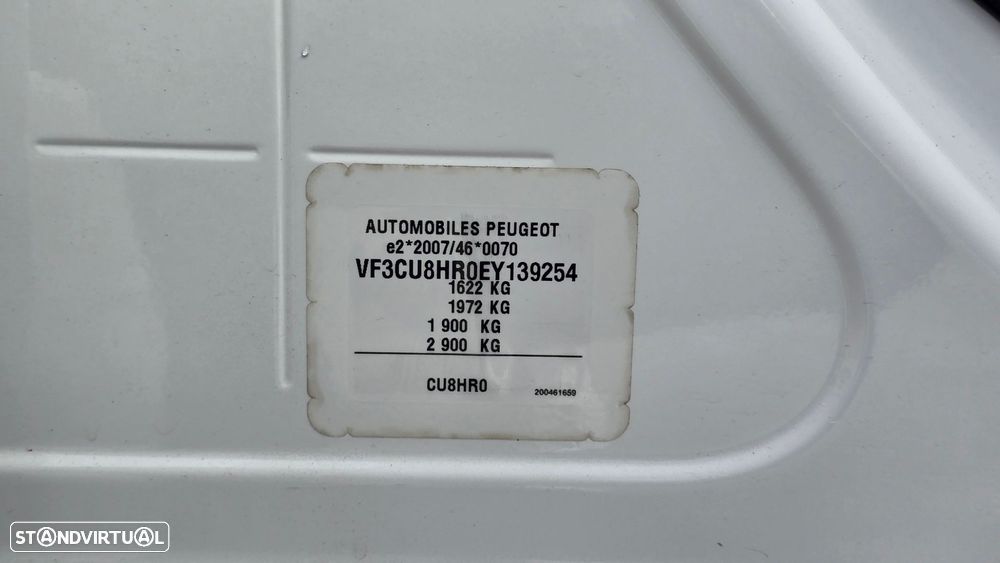 AUTOMOBILES PEUGEOT
e2*2007/46*0070
VF3CU8HR0EY139254
1622 KG
1972 KG
1 900 KG
2 900 KG
CU8HR0
200461659
STANDVIRTUAL